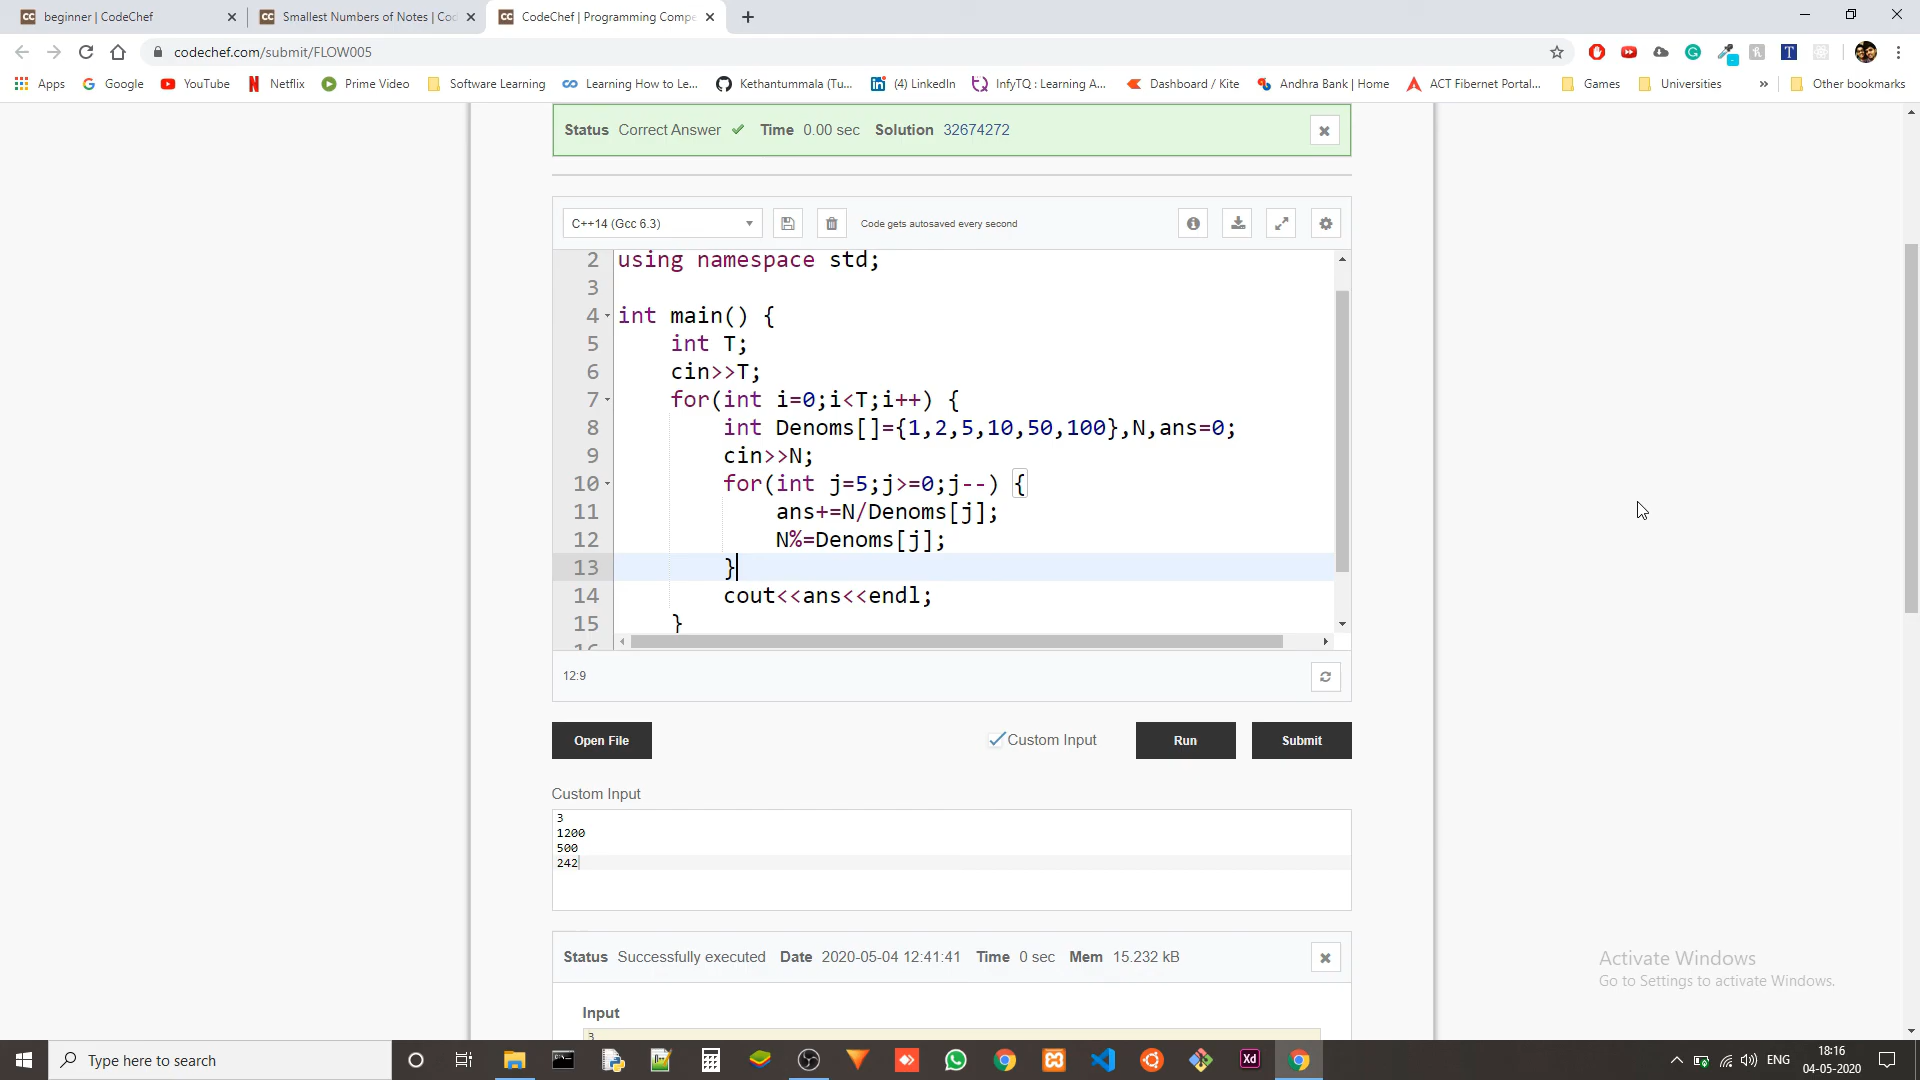 beginner | CodeChef
Smallest Numbers of Notes | Coc
CodeChef | Programming Compe
codechef.com/submit/FLOW005
Apps
Google
YouTube
Netflix
Prime Video
Software Learning
Learning How to Le...
Kethantummala (Tu...
(4) LinkedIn
InfyTQ : Learning A...
Dashboard / Kite
Andhra Bank | Home
ACT Fibernet Portal...
Games
Universities
»
Other bookmarks
Status Correct Answer Time 0.00 sec Solution 32674272
C++14 (Gcc 6.3)
Code gets autosaved every second
2 using namespace std;
3
4 int main() {
5 int T;
6 cin>>T;
7 for(int i=0;i<T;i++) {
8 int Denoms[]={1,2,5,10,50,100},N,ans=0;
9 cin>>N;
10 for(int j=5;j>=0;j--) {
11 ans+=N/Denoms[j];
12 N%=Denoms[j];
13 }
14 cout<<ans<<endl;
15 }
12:9
Open File
Custom Input
Run
Submit
Custom Input
3
1200
500
242
Status Successfully executed Date 2020-05-04 12:41:41 Time 0 sec Mem 15.232 kB
Input
3
Activate Windows
Go to Settings to activate Windows.
Type here to search
ENG
18:16
04-05-2020